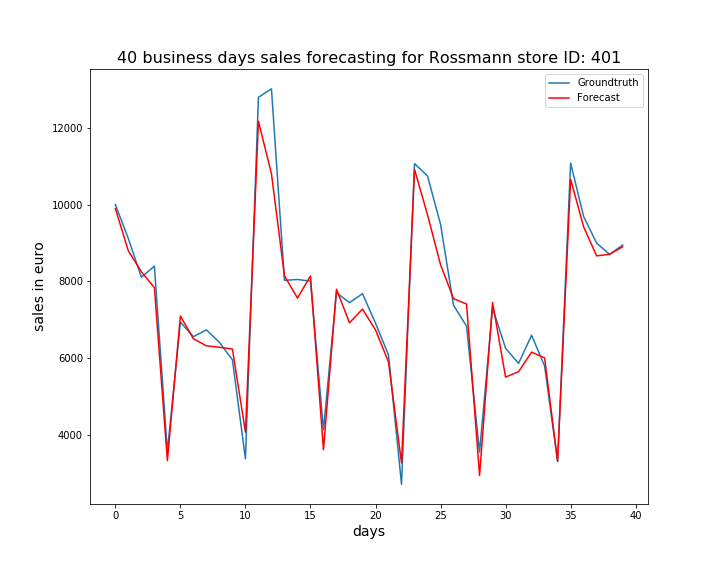 40 business days sales forecasting for Rossmann store ID: 401
Groundtruth
Forecast
12000
10000
8000
6000
4000
sales in euro
0 5 10 15 20 25 30 35 40
days